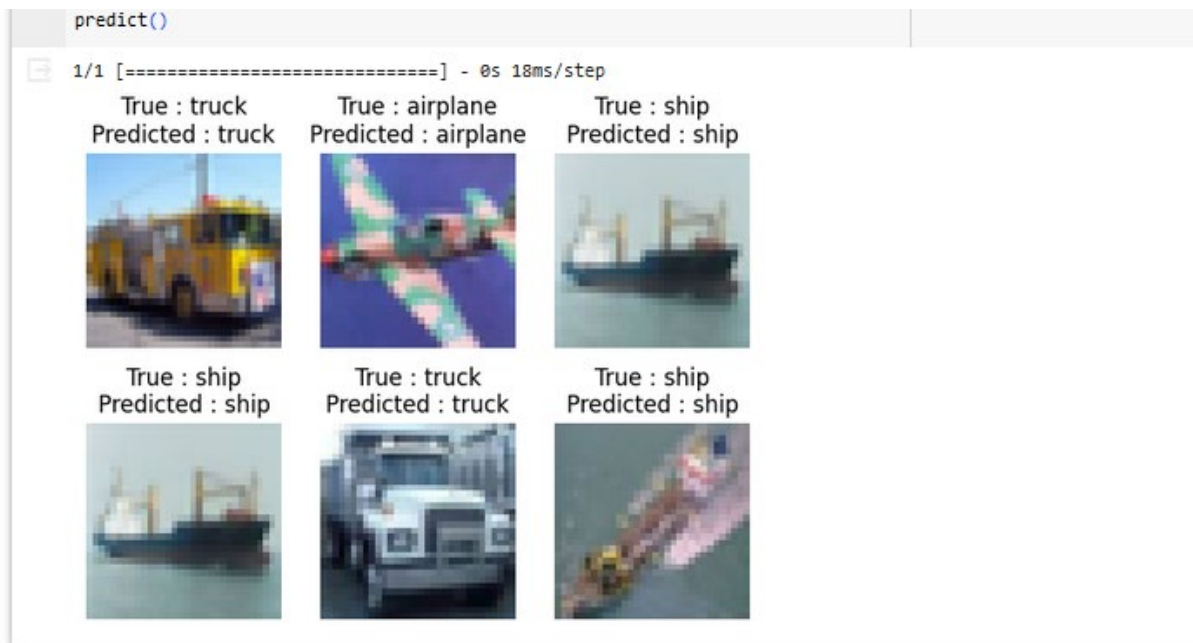 predict()
1/1 [==============================] - 0s 18ms/step
True : truck
Predicted : truck
True : airplane
Predicted : airplane
True : ship
Predicted : ship
True : ship
Predicted : ship
True : truck
Predicted : truck
True : ship
Predicted : ship